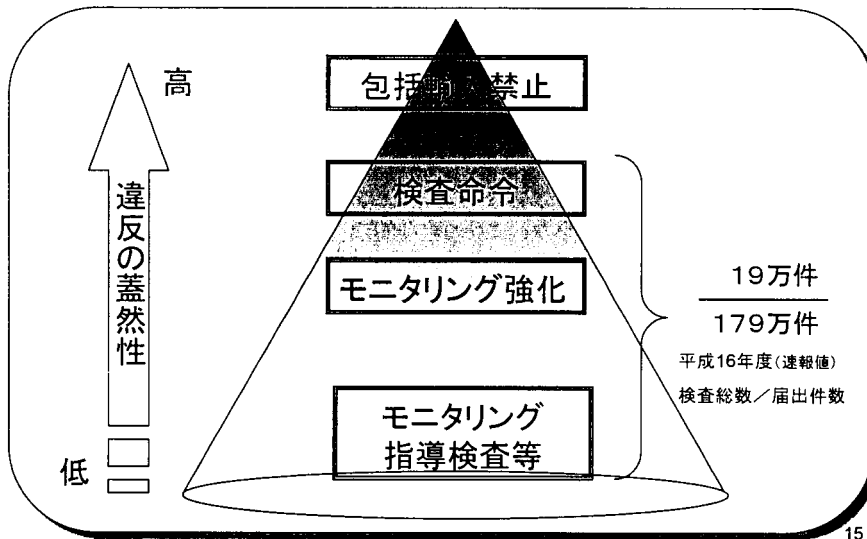 高
違反の蓋然性
低
包括輸入禁止
検査命令
モニタリング強化
モニタリング
指導検査等
19万件
179万件
平成16年度(速報値)
検査総数/届出件数
15